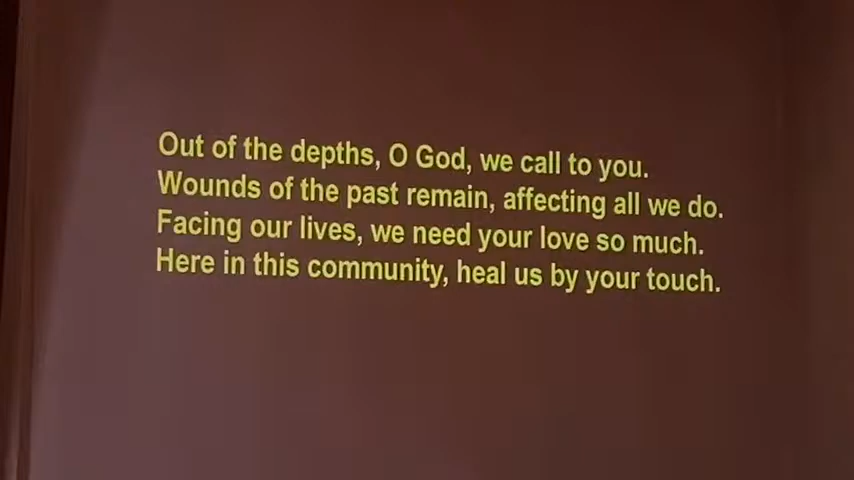 Out of the depths, O God, we call to you.
Wounds of the past remain, affecting all we do.
Facing our lives, we need your love so much.
Here in this community, heal us by your touch.